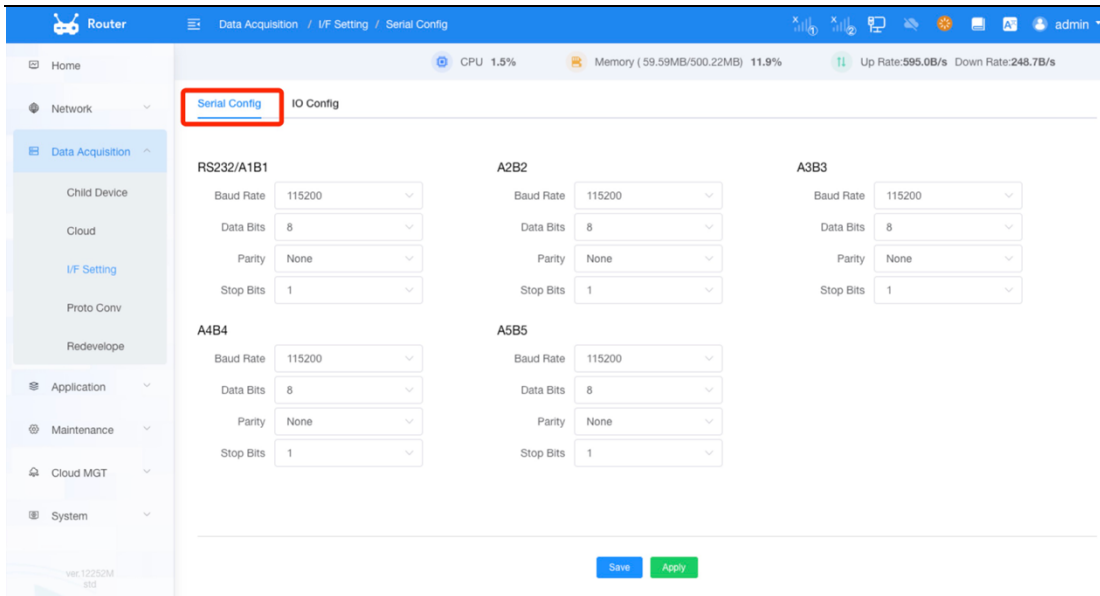 Router
Data Acquisition / I/F Setting / Serial Config
admin
CPU 1.5%
Memory ( 59.59MB/500.22MB) 11.9%
Up Rate:595.0B/s Down Rate:248.7B/s
Home
Network
Data Acquisition
Child Device
Cloud
I/F Setting
Proto Conv
Redevelope
Application
Maintenance
Cloud MGT
System
ver.12252M
std
Serial Config IO Config
RS232/A1B1
Baud Rate 115200
Data Bits 8
Parity None
Stop Bits 1
A2B2
Baud Rate 115200
Data Bits 8
Parity None
Stop Bits 1
A3B3
Baud Rate 115200
Data Bits 8
Parity None
Stop Bits 1
A4B4
Baud Rate 115200
Data Bits 8
Parity None
Stop Bits 1
A5B5
Baud Rate 115200
Data Bits 8
Parity None
Stop Bits 1
Save Apply